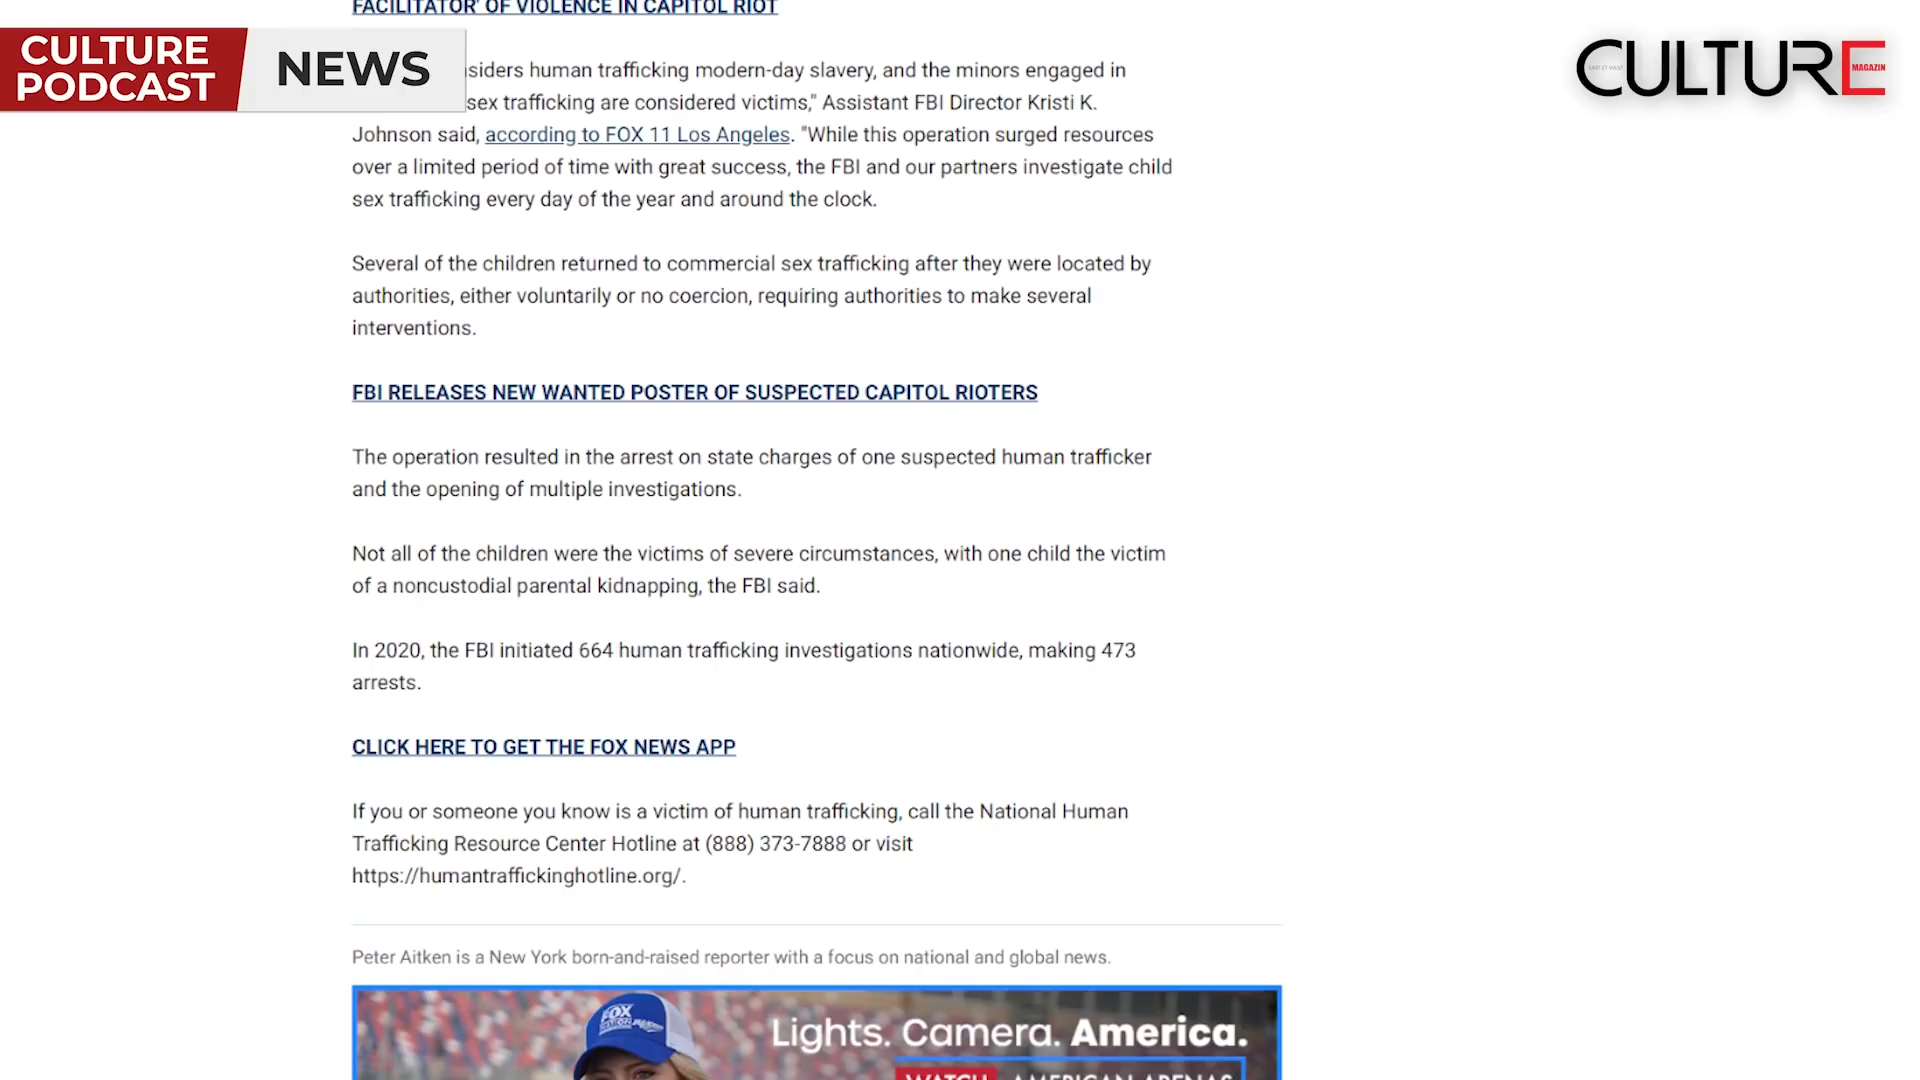 FACILITATOR' OF VIOLENCE IN CAPITOL RIOT
CULTURE
PODCAST
NEWS
CULTURE
MAGAZIN
siders human trafficking modern-day slavery, and the minors engaged in
sex trafficking are considered victims," Assistant FBI Director Kristi K.
Johnson said, according to FOX 11 Los Angeles. "While this operation surged resources
over a limited period of time with great success, the FBI and our partners investigate child
sex trafficking every day of the year and around the clock.
Several of the children returned to commercial sex trafficking after they were located by
authorities, either voluntarily or no coercion, requiring authorities to make several
interventions.
FBI RELEASES NEW WANTED POSTER OF SUSPECTED CAPITOL RIOTERS
The operation resulted in the arrest on state charges of one suspected human trafficker
and the opening of multiple investigations.
Not all of the children were the victims of severe circumstances, with one child the victim
of a noncustodial parental kidnapping, the FBI said.
In 2020, the FBI initiated 664 human trafficking investigations nationwide, making 473
arrests.
CLICK HERE TO GET THE FOX NEWS APP
If you or someone you know is a victim of human trafficking, call the National Human
Trafficking Resource Center Hotline at (888) 373-7888 or visit
https://humantraffickinghotline.org/.
Peter Aitken is a New York born-and-raised reporter with a focus on national and global news.
FOX
NATION
Lights. Camera. America.
WATCH AMERICAN ARENAS